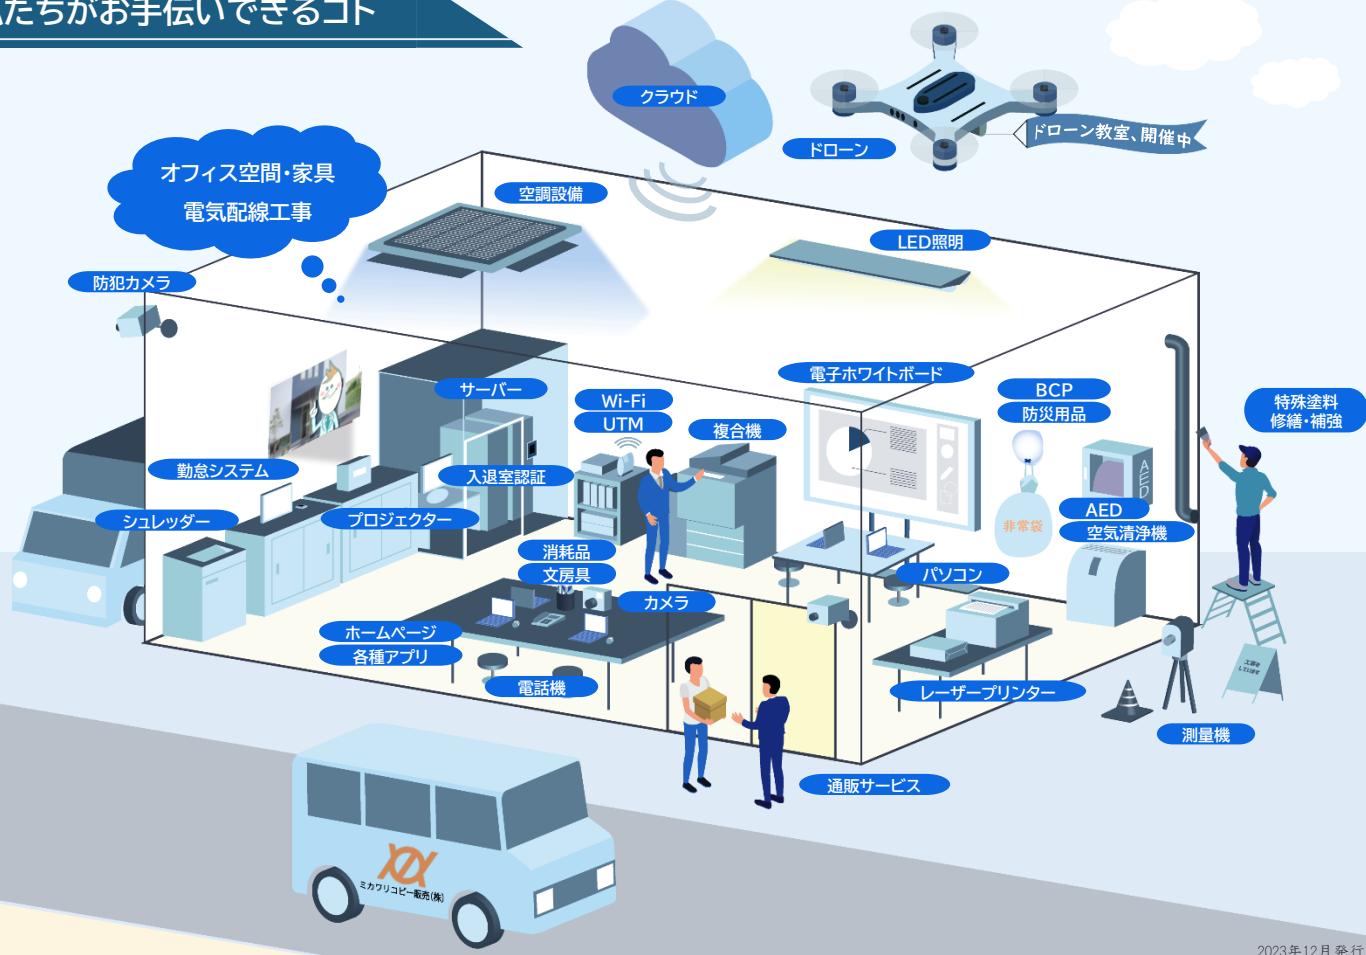 たちがお手伝いできるコト
クラウド
ドローン
ドローン教室、開催中
オフィス空間・家具
電気配線工事
空調設備
LED照明
防犯カメラ
サーバー
Wi-Fi
UTM
複合機
電子ホワイトボード
BCP
防災用品
特殊塗料
修繕・補強
勤怠システム
入退室認証
シュレッダー
プロジェクター
非常袋
AED
AED
空気清浄機
消耗品
文房具
カメラ
パソコン
ホームページ
各種アプリ
電話機
レーザープリンター
工事を
しています
測量機
通販サービス
ミカワリコピー販売(株)
2023年12月発行